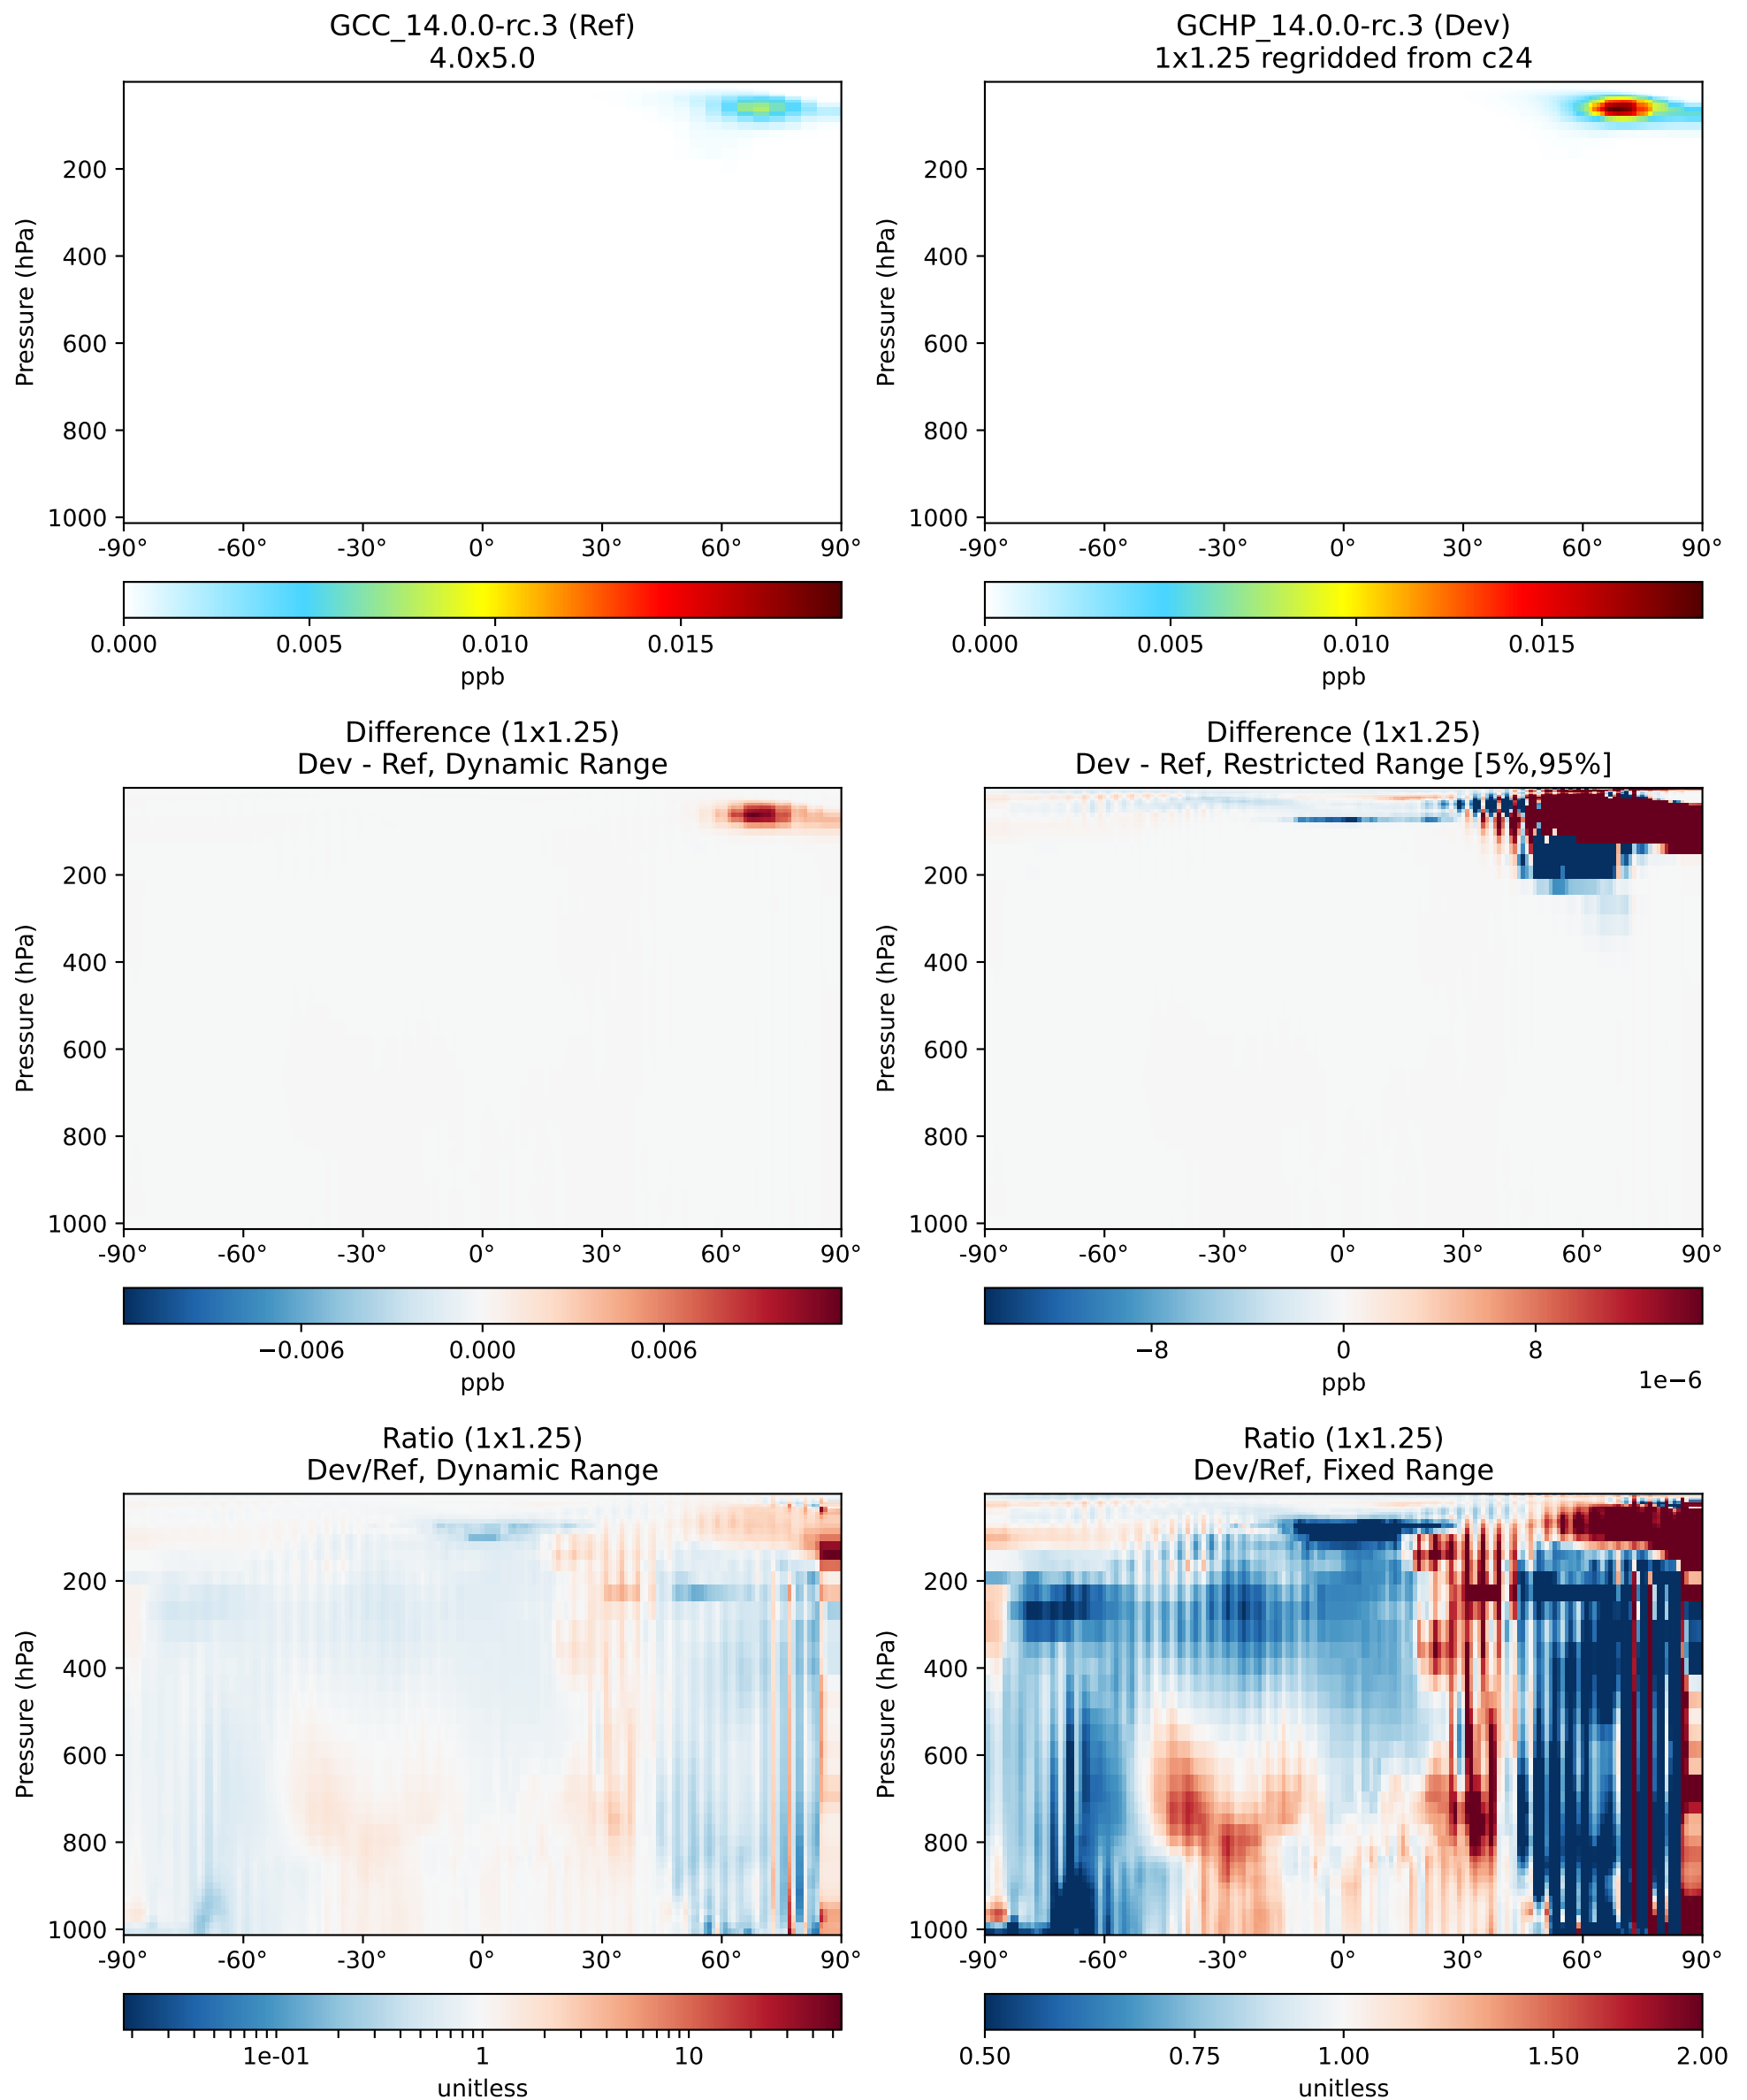 GCC_14.0.0-rc.3 (Ref)
4.0x5.0
Pressure (hPa)
200
400
600
800
1000
-90° -60° -30° 0° 30° 60° 90°
0.000 0.005 0.010 0.015
ppb
GCHP_14.0.0-rc.3 (Dev)
1x1.25 regridded from c24
Pressure (hPa)
200
400
600
800
1000
-90° -60° -30° 0° 30° 60° 90°
0.000 0.005 0.010 0.015
ppb
Difference (1x1.25)
Dev - Ref, Dynamic Range
Pressure (hPa)
200
400
600
800
1000
-90° -60° -30° 0° 30° 60° 90°
−0.006 0.000 0.006
ppb
Difference (1x1.25)
Dev - Ref, Restricted Range [5%,95%]
Pressure (hPa)
200
400
600
800
1000
-90° -60° -30° 0° 30° 60° 90°
−8 0 8
ppb 1e−6
Ratio (1x1.25)
Dev/Ref, Dynamic Range
Pressure (hPa)
200
400
600
800
1000
-90° -60° -30° 0° 30° 60° 90°
1e-01 1 10
unitless
Ratio (1x1.25)
Dev/Ref, Fixed Range
Pressure (hPa)
200
400
600
800
1000
-90° -60° -30° 0° 30° 60° 90°
0.50 0.75 1.00 1.50 2.00
unitless